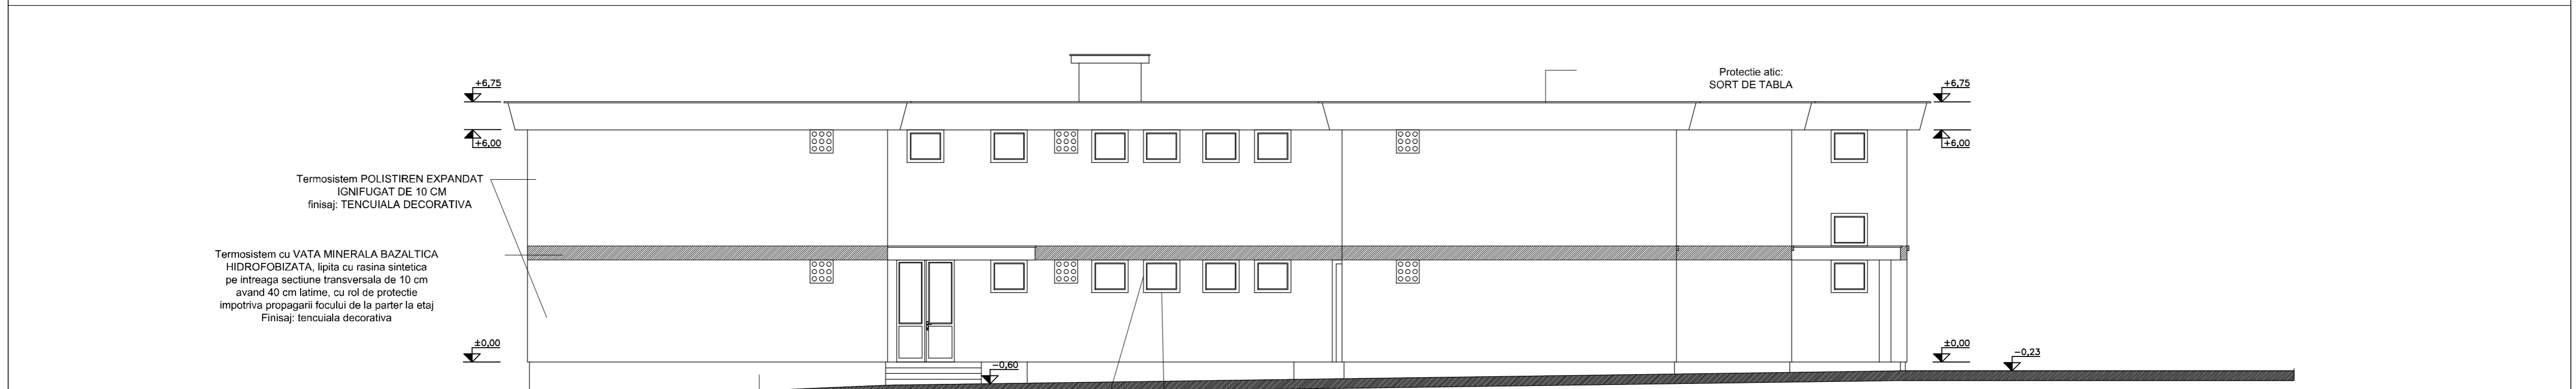 +6,75
Protectie atic:
SORT DE TABLA
+6,75
+6,00
+6,00
Termosistem POLISTIREN EXPANDAT
IGNIFUGAT DE 10 CM
finisaj: TENCUIALA DECORATIVA
Termosistem cu VATA MINERALA BAZALTICA
HIDROFOBIZATA, lipita cu rasina sintetica
pe intreaga sectiune transversala de 10 cm
avand 40 cm latime, cu rol de protectie
impotriva propagarii focului de la parter la etaj
Finisaj: tencuiala decorativa
±0,00
±0,00
-0,60
-0,23